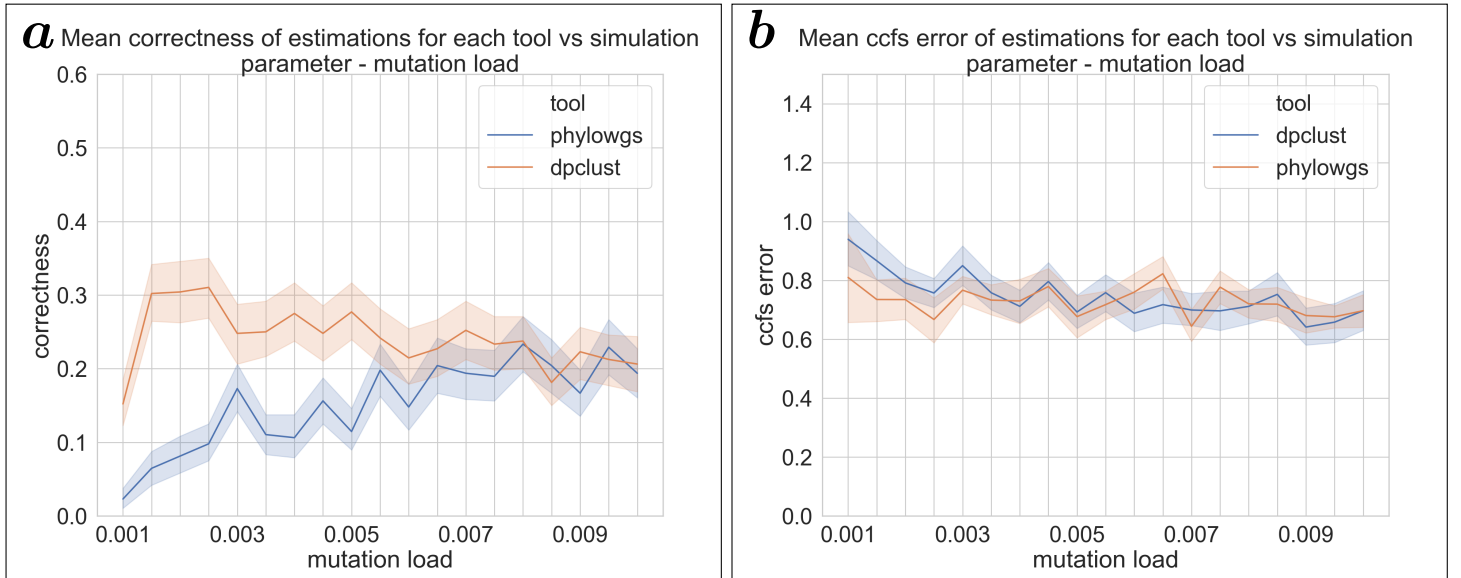 a Mean correctness of estimations for each tool vs simulation
parameter - mutation load
0.6
0.5
0.4
0.3
0.2
0.1
0.0
correctness
tool
phylowgs
dpclust
0.001 0.003 0.005 0.007 0.009
mutation load
b Mean ccfs error of estimations for each tool vs simulation
parameter - mutation load
1.4
1.2
1.0
0.8
0.6
0.4
0.2
0.0
ccfs error
tool
dpclust
phylowgs
0.001 0.003 0.005 0.007 0.009
mutation load